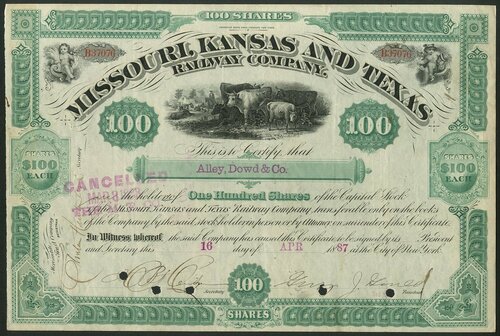 100 SHARES
B37076 B37076
MISSOURI, KANSAS AND TEXAS
RAILWAY COMPANY.
100 100
This is to Certify, that
Alley, Dowd & Co.
SHARES $100 EACH
SHARES $100 EACH
CANCELLED
is the holder of One Hundred Shares of the Capital Stock
of the Missouri, Kansas and Texas Railway Company, transferable only on the books
of the Company by the said stockholder in person or by Attorney on surrender of this Certificate.
In Witness whereof the said Company has caused this Certificate to be signed by its President
and Secretary this 16 day of APR 1887 at the City of New York.
Secretary President
100
SHARES